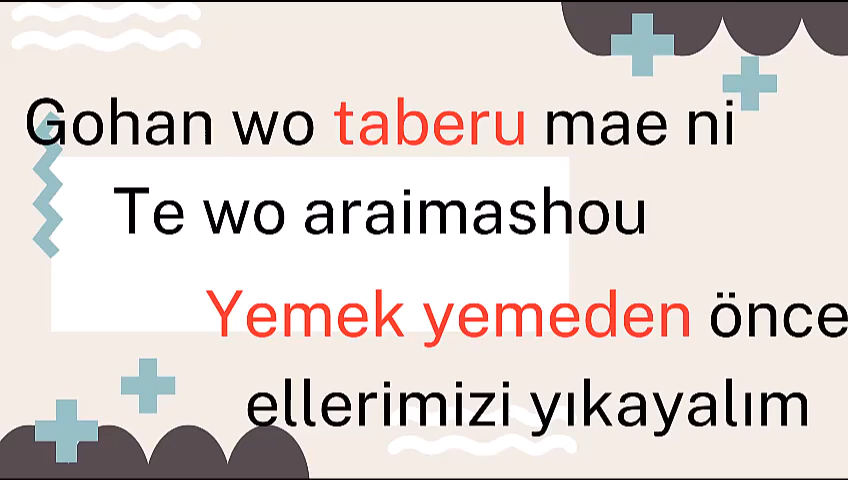 Gohan wo taberu mae ni
Te wo araimashou
Yemek yemeden önce
ellerimizi yıkayalım